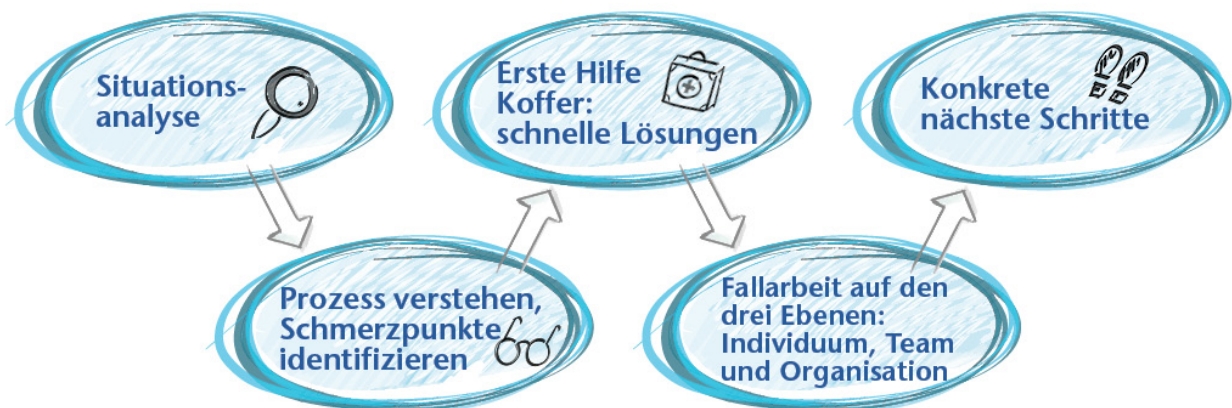 Situations-
analyse
Prozess verstehen,
Schmerzpunkte
identifizieren
Erste Hilfe
Koffer:
schnelle Lösungen
Fallarbeit auf den
drei Ebenen:
Individuum, Team
und Organisation
Konkrete
nächste Schritte